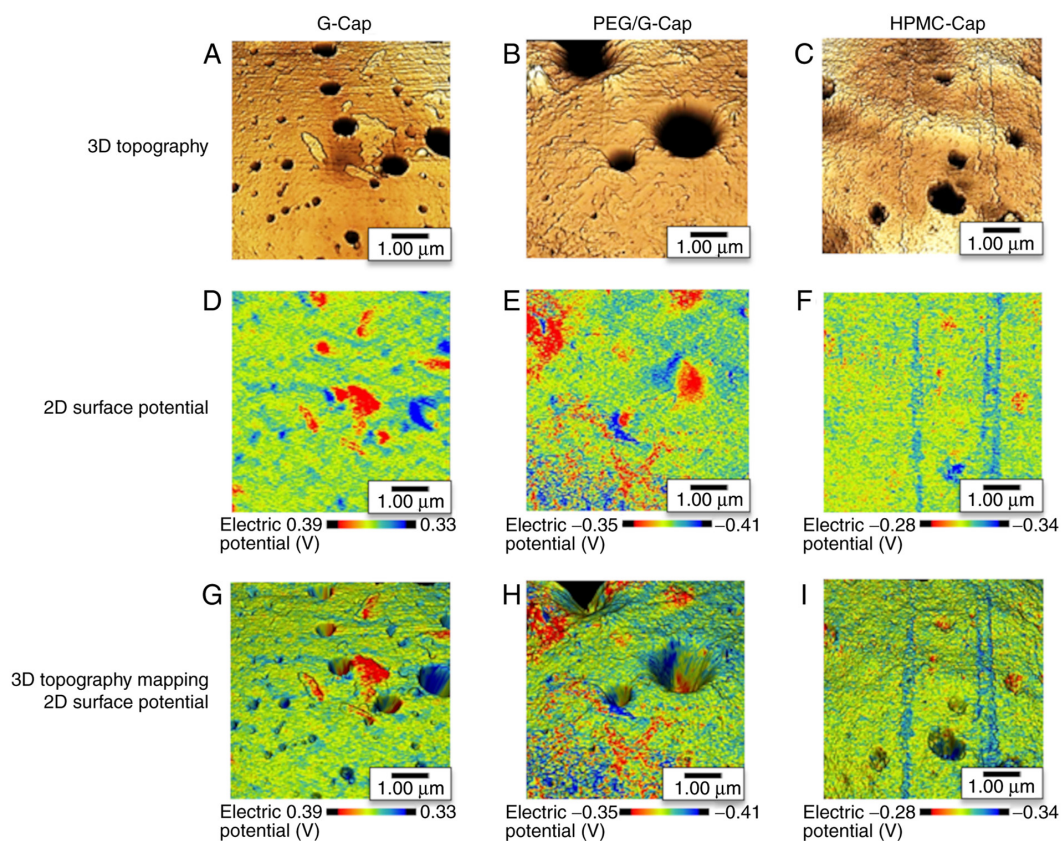 G-Cap PEG/G-Cap HPMC-Cap
A B C
3D topography
1.00 μm 1.00 μm 1.00 μm
D E F
2D surface potential
1.00 μm 1.00 μm 1.00 μm
Electric 0.39 0.33 Electric −0.35 −0.41 Electric −0.28 −0.34
potential (V) potential (V) potential (V)
G H I
3D topography mapping
2D surface potential
1.00 μm 1.00 μm 1.00 μm
Electric 0.39 0.33 Electric −0.35 −0.41 Electric −0.28 −0.34
potential (V) potential (V) potential (V)